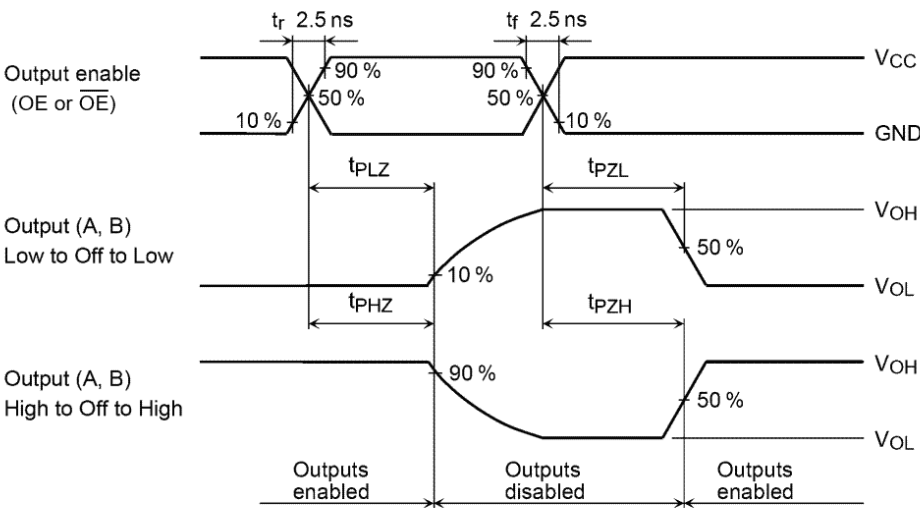 tr 2.5 ns
tf 2.5 ns
Output enable
(OE or OE)
90 %
50 %
10 %
90 %
50 %
10 %
VCC
GND
tPLZ
tPZL
Output (A, B)
Low to Off to Low
10 %
50 %
VOH
VOL
tPHZ
tPZH
Output (A, B)
High to Off to High
90 %
50 %
VOH
VOL
Outputs
enabled
Outputs
disabled
Outputs
enabled